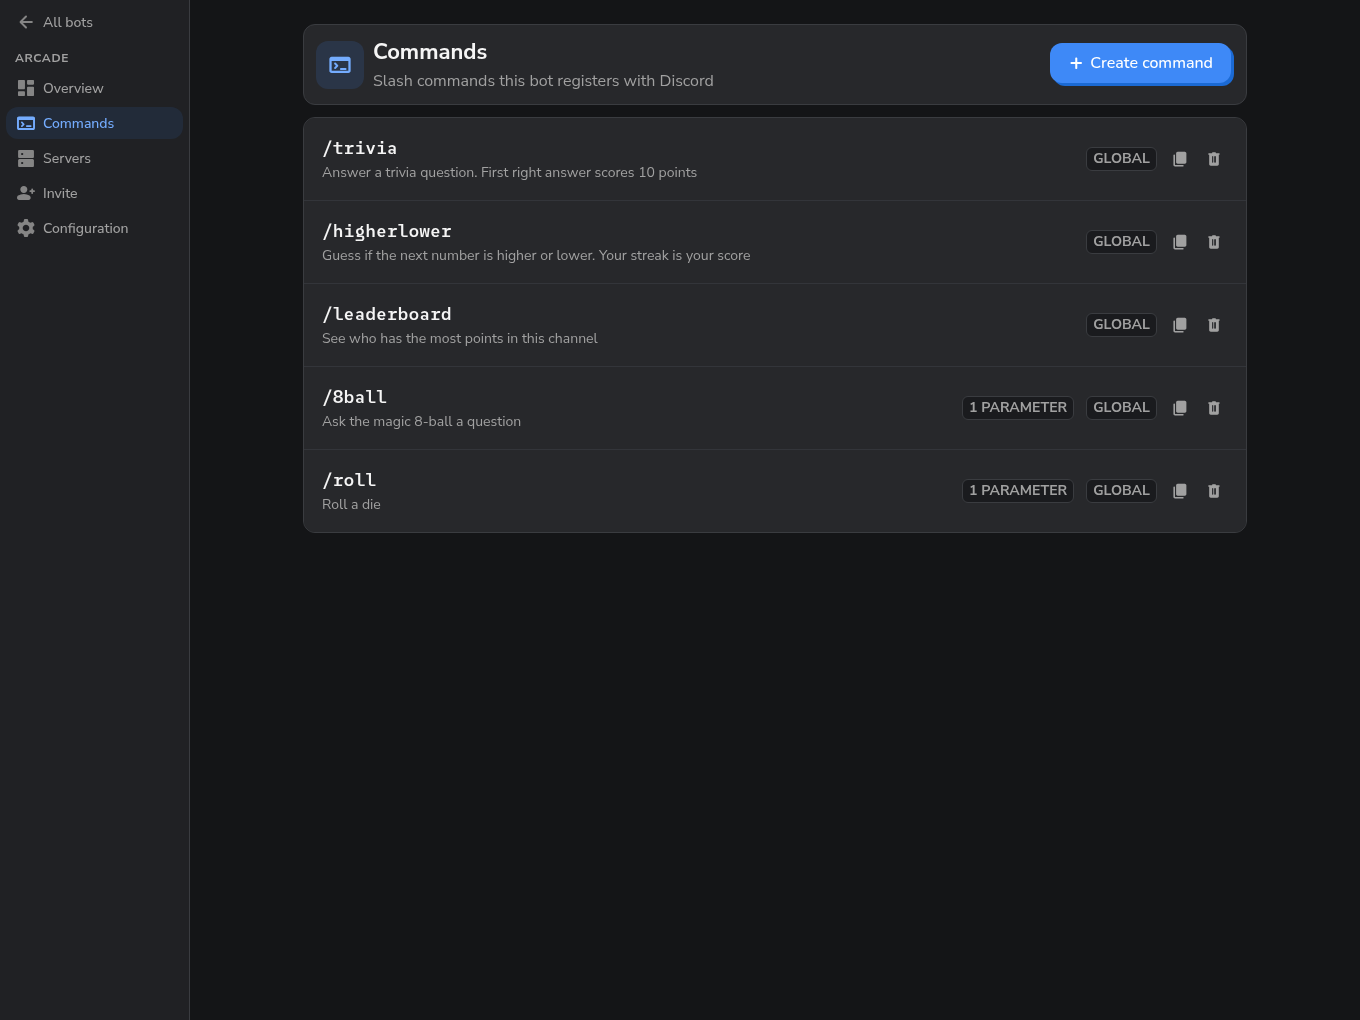 All bots
ARCADE
Overview
Commands
Servers
Invite
Configuration
Commands
Slash commands this bot registers with Discord
Create command
/trivia
Answer a trivia question. First right answer scores 10 points
GLOBAL
/higherlower
Guess if the next number is higher or lower. Your streak is your score
GLOBAL
/leaderboard
See who has the most points in this channel
GLOBAL
/8ball
Ask the magic 8-ball a question
1 PARAMETER GLOBAL
/roll
Roll a die
1 PARAMETER GLOBAL